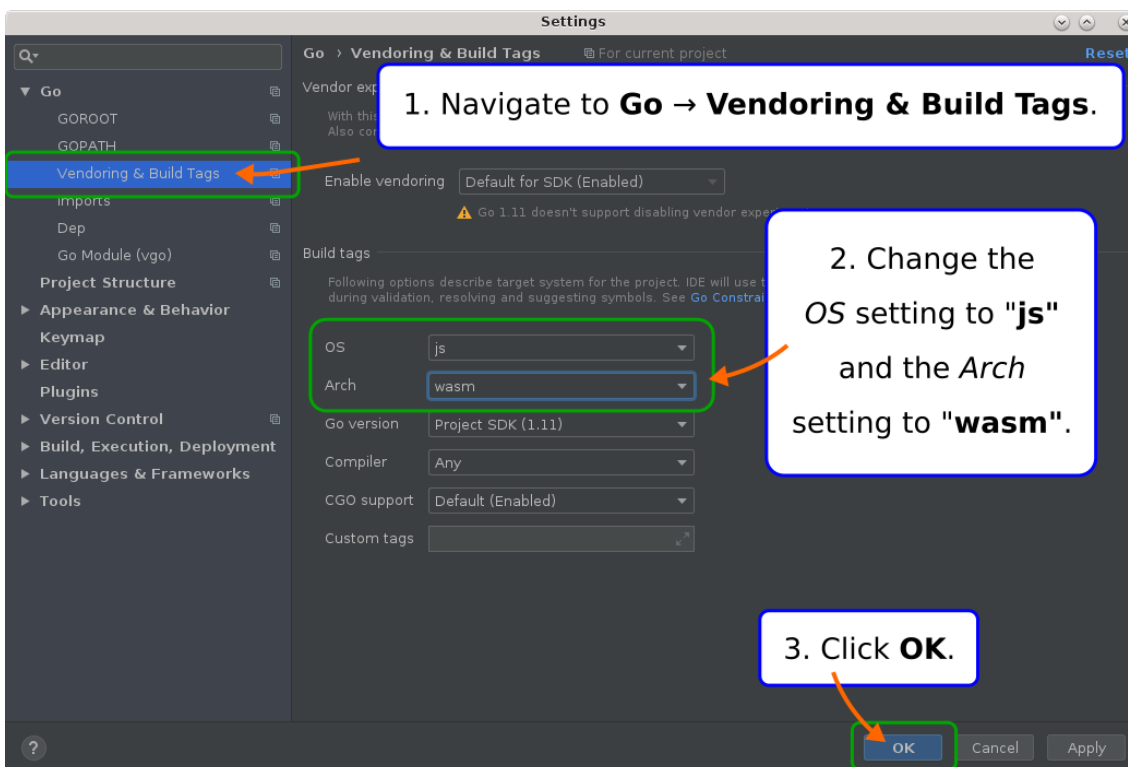 Settings
Go › Vendoring & Build Tags For current project Reset
Go
GOROOT
GOPATH
Vendoring & Build Tags
Imports
Dep
Go Module (vgo)
Project Structure
Appearance & Behavior
Keymap
Editor
Plugins
Version Control
Build, Execution, Deployment
Languages & Frameworks
Tools
Vendor
With
Also
1. Navigate to Go → Vendoring & Build Tags.
Enable vendoring Default for SDK (Enabled)
Go 1.11 doesn't support disabling vendor
Build tags
Following options describe target system for the project. IDE will use
during validation, resolving and suggesting symbols. See Go
OS js
Arch wasm
Go version Project SDK (1.11)
Compiler Any
CGO support Default (Enabled)
Custom tags
2. Change the
OS setting to "js"
and the Arch
setting to "wasm".
3. Click OK.
? OK Cancel Apply